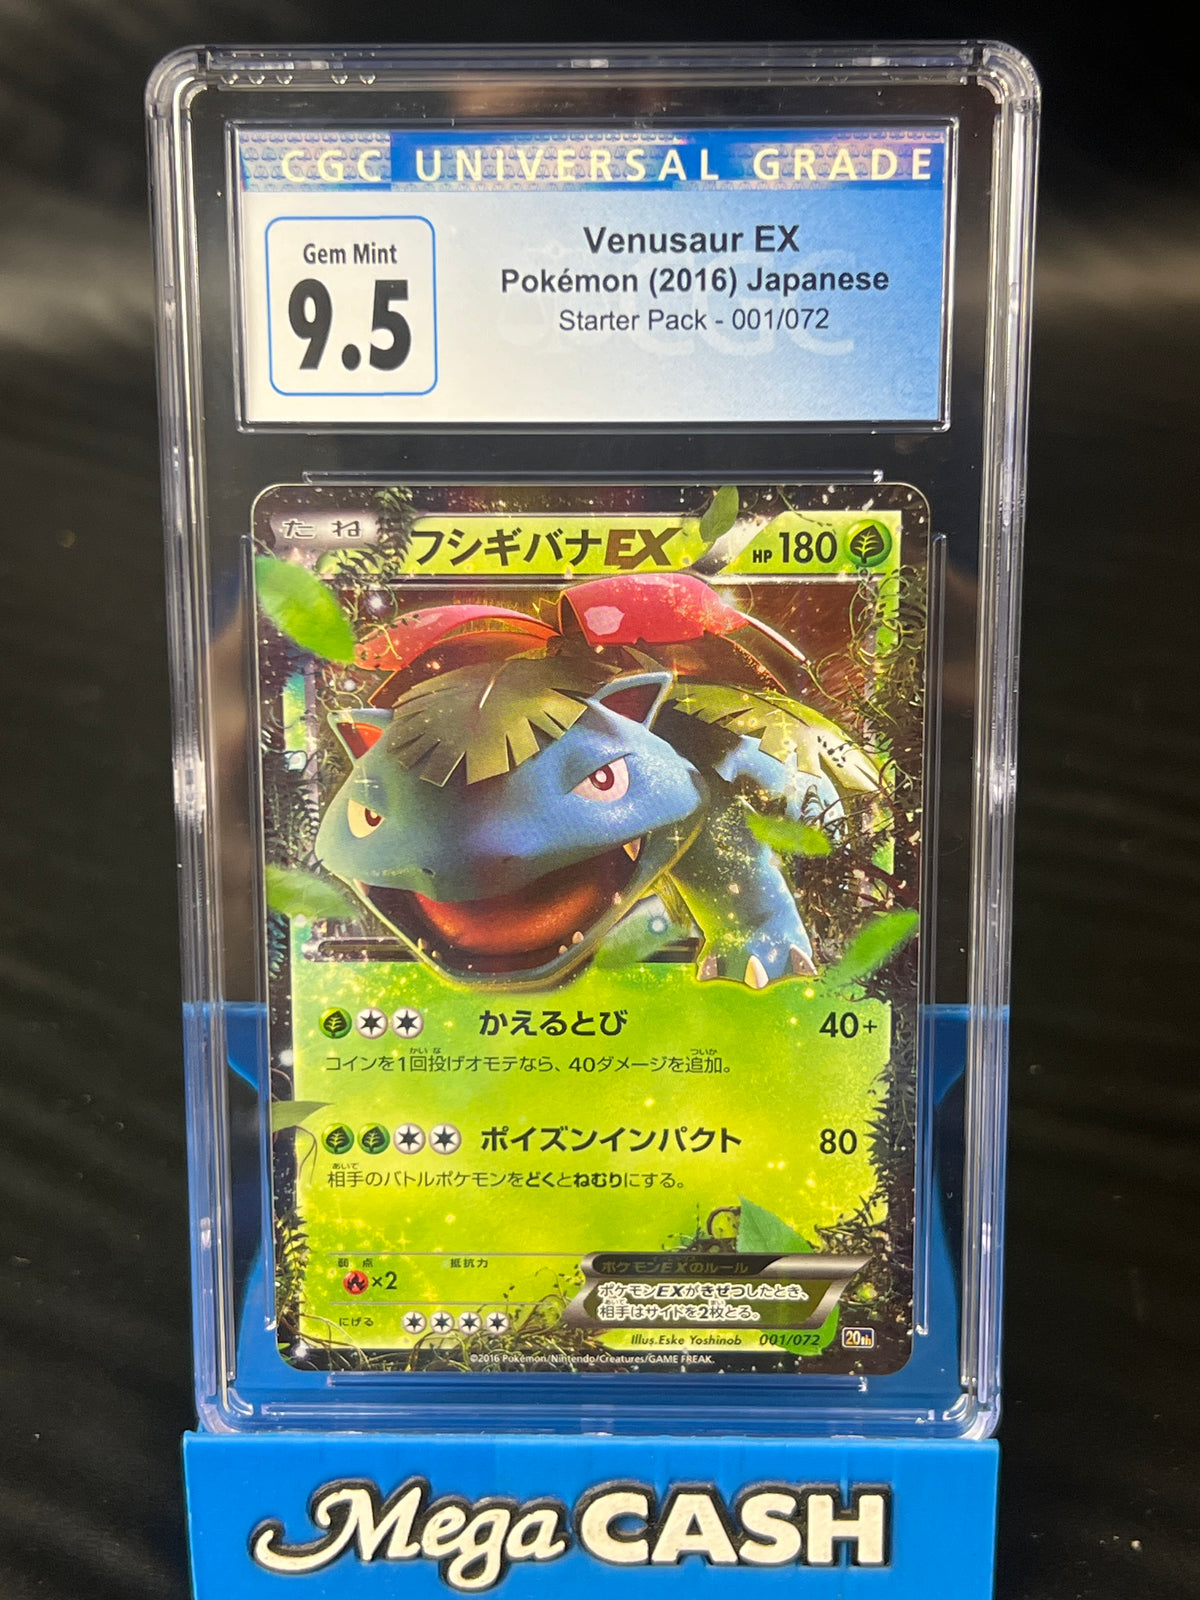 CGC UNIVERSAL GRADE
Gem Mint
9.5
Venusaur EX
Pokémon (2016) Japanese
Starter Pack - 001/072
たね
フシギバナEX
HP 180
かえるとび 40+
コインを1回投げオモテなら、40ダメージを追加。
ポイズンインパクト 80
相手のバトルポケモンをどくとねむりにする。
弱点 抵抗力
×2
にげる
ポケモンEXのルール
ポケモンEXがきぜつしたとき、
相手はサイドを2枚とる。
Illus.Eske Yoshinob 001/072 20th
©2016 Pokémon/Nintendo/Creatures/GAME FREAK.
Mega CASH